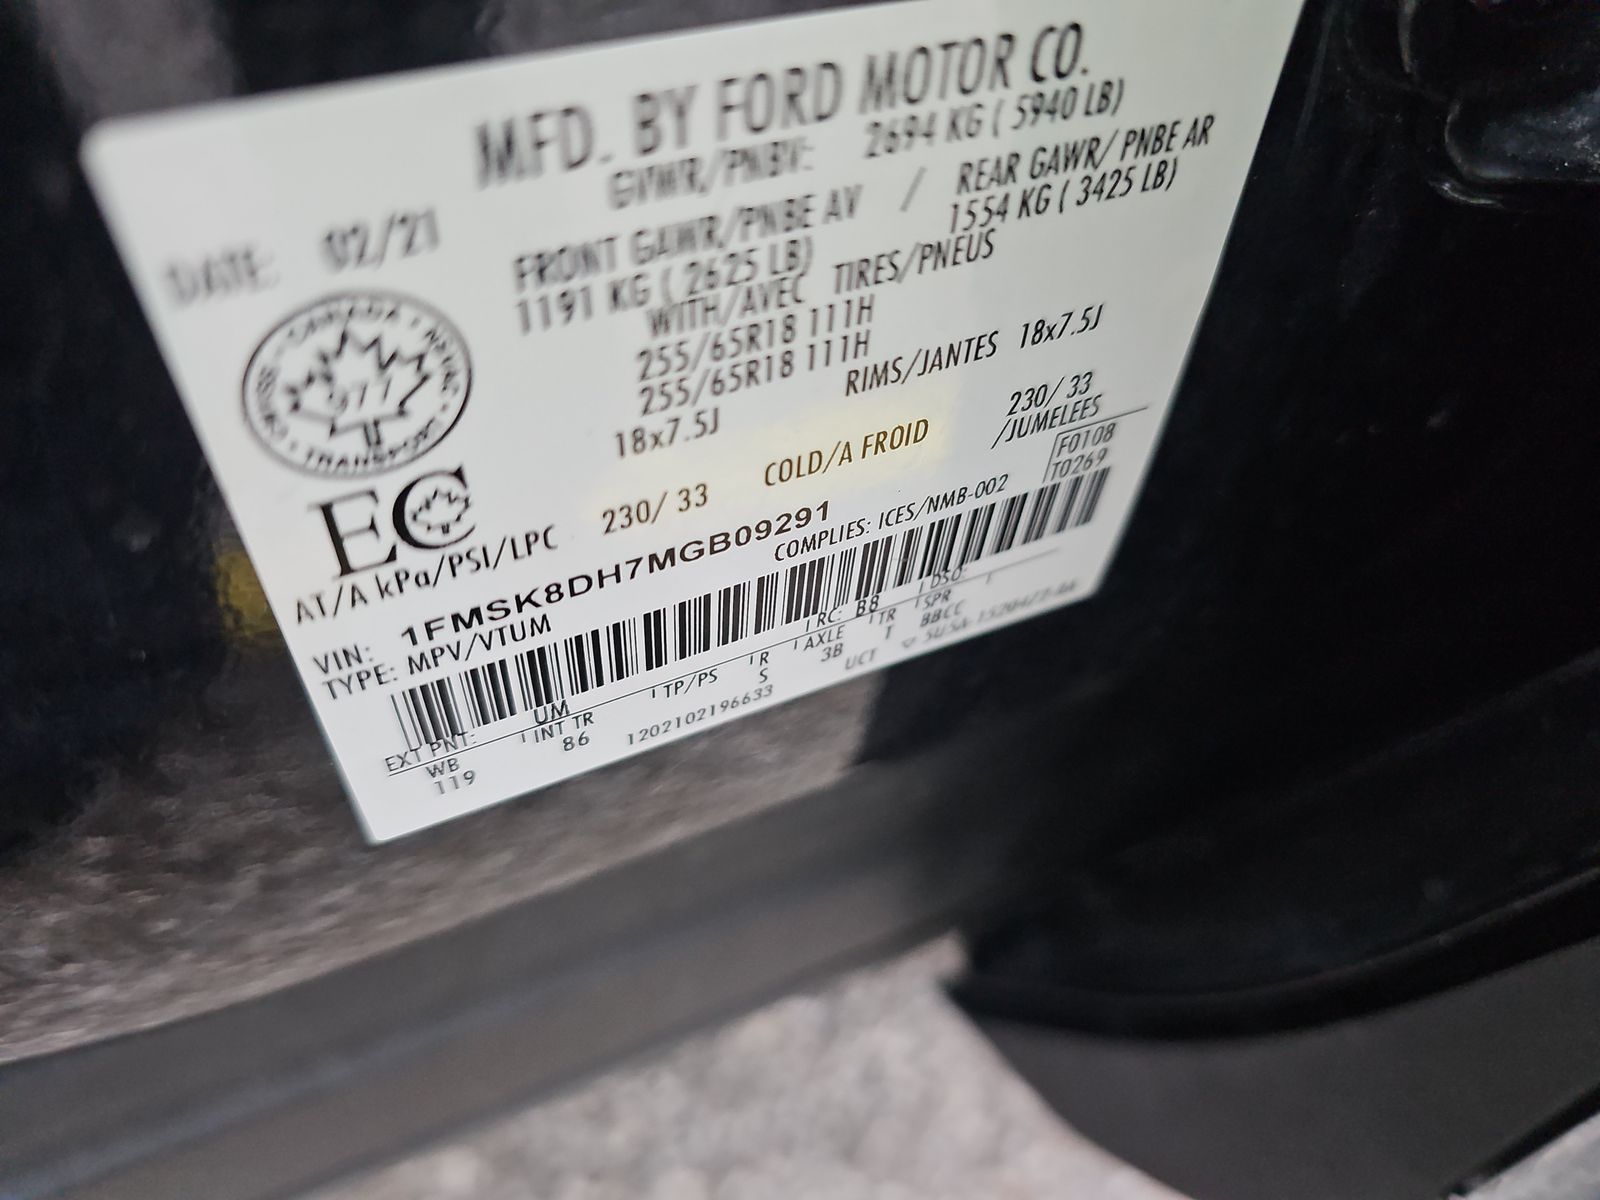 MFD. BY FORD MOTOR CO.
DATE: 02/21
GVWR/PNBV: 2694 KG ( 5940 LB)
FRONT GAWR/PNBE AV / REAR GAWR/ PNBE AR
1191 KG ( 2625 LB) 1554 KG ( 3425 LB)
WITH/AVEC TIRES/PNEUS
255/65R18 111H
255/65R18 111H
18x7.5J RIMS/JANTES 18x7.5J
CANADA
TRANSPORT
EC
AT/A kPa/PSI/LPC 230/ 33 COLD/A FROID 230/ 33
/JUMELEES
VIN: 1FMSK8DH7MGB09291
F0108
TYPE: MPV/VTUM COMPLIES: ICES/NMB-002
T0269
EXT PNT: UM RC: B8 DSO:
WB INT TR TP/PS R AXLE TR SPR
119 86 S 3B T BBCC
1202102196633 UCT